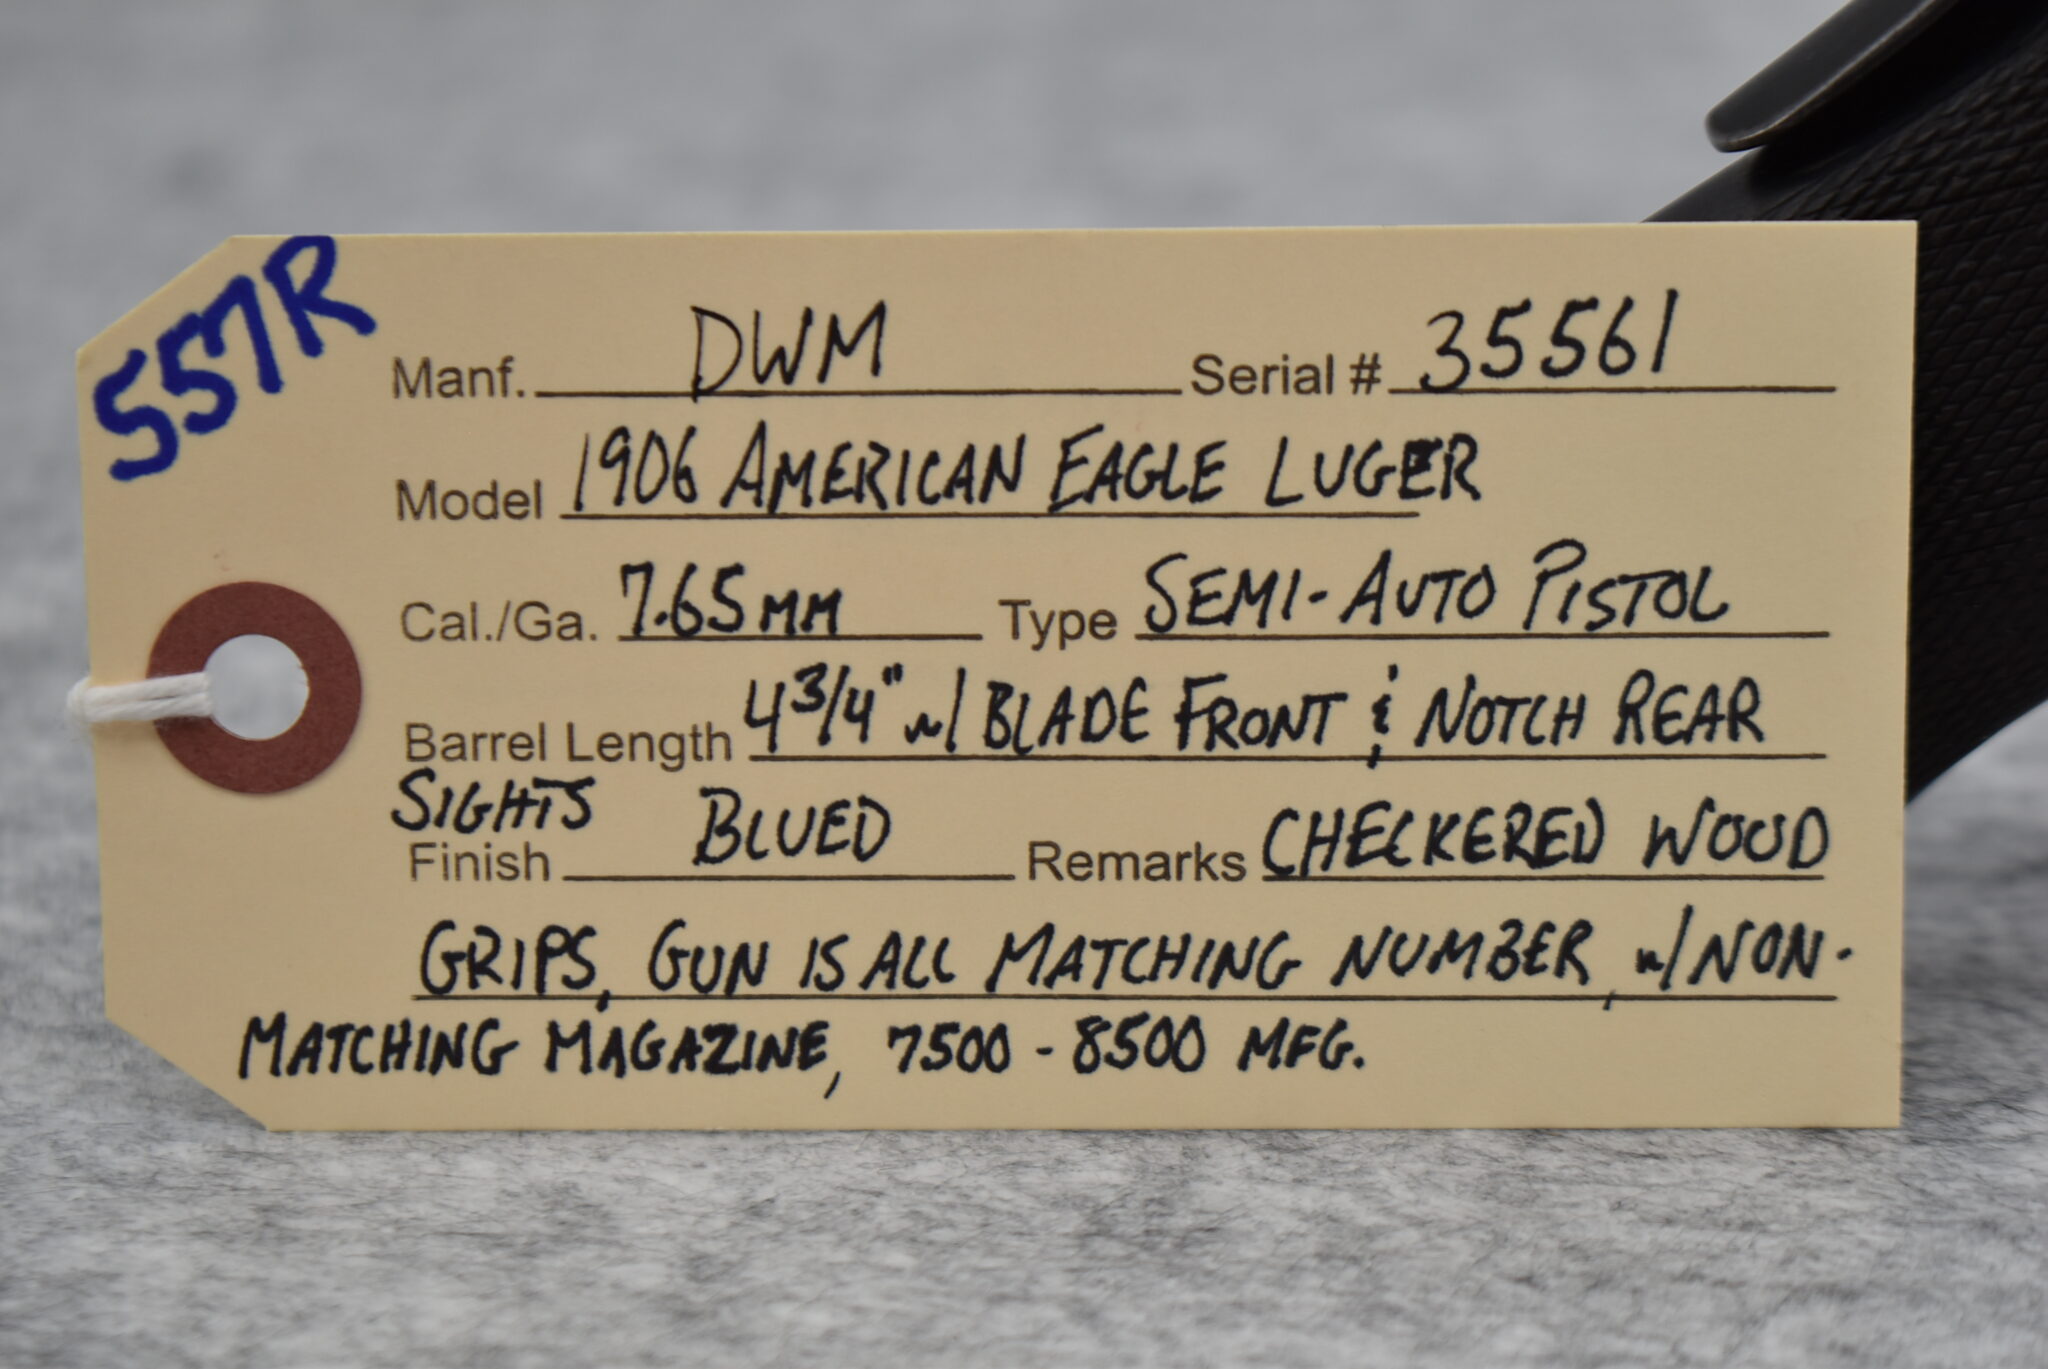 557R
Manf. DWM Serial # 35561
Model 1906 AMERICAN EAGLE LUGER
Cal./Ga. 7.65MM Type SEMI-AUTO PISTOL
Barrel Length 4 3/4" w/ BLADE FRONT & NOTCH REAR
SIGHTS
Finish BLUED Remarks CHECKERED WOOD
GRIPS, GUN IS ALL MATCHING NUMBER, w/ NON-
MATCHING MAGAZINE, 7500 - 8500 MFG.